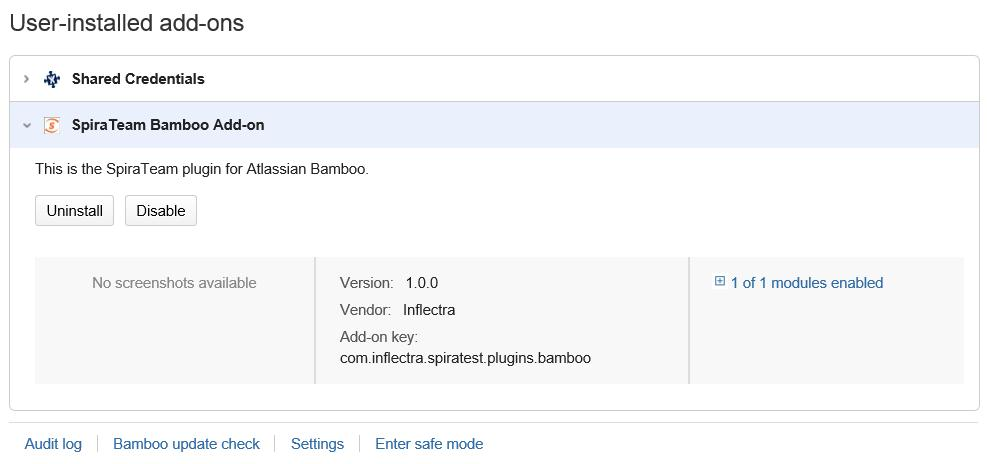 User-installed add-ons
Shared Credentials
SpiraTeam Bamboo Add-on
This is the SpiraTeam plugin for Atlassian Bamboo.
Uninstall Disable
No screenshots available
Version: 1.0.0
Vendor: Inflectra
Add-on key:
com.inflectra.spiratest.plugins.bamboo
1 of 1 modules enabled
Audit log Bamboo update check Settings Enter safe mode